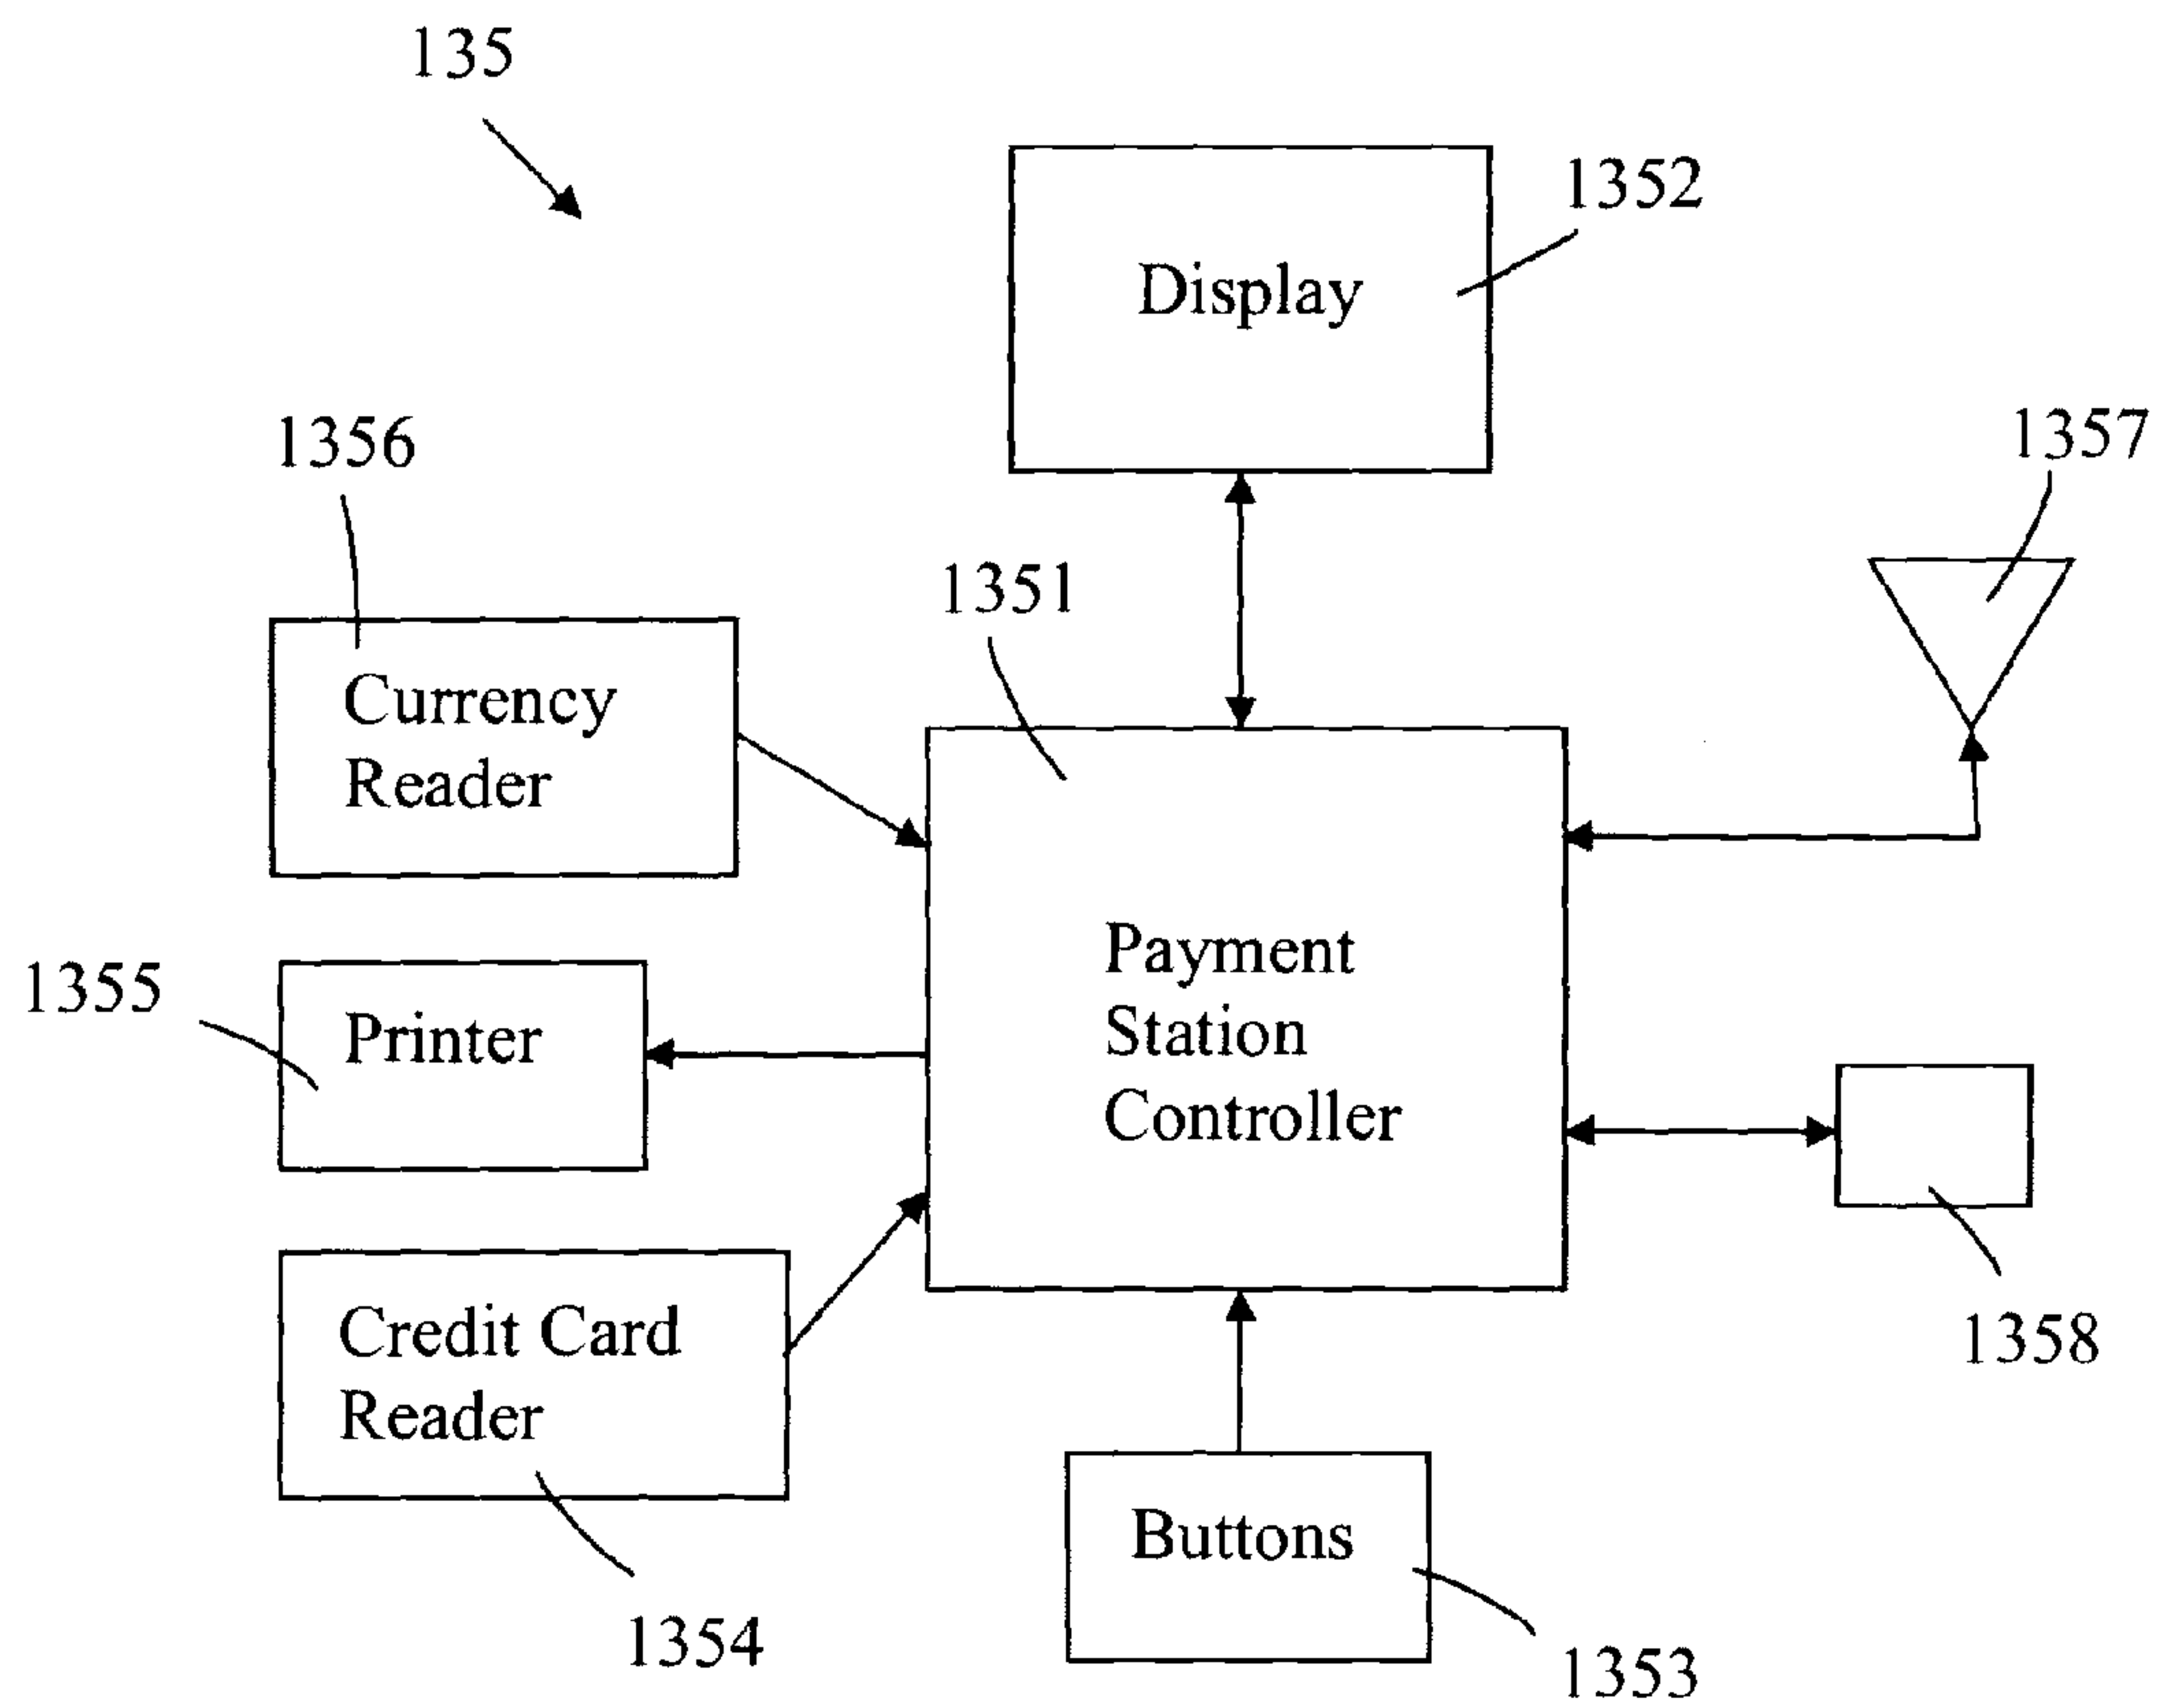 135
1352
Display
1356
1357
1351
Currency
Reader
Payment
Station
Controller
1355
Printer
Credit Card
Reader
1358
Buttons
1354
1353